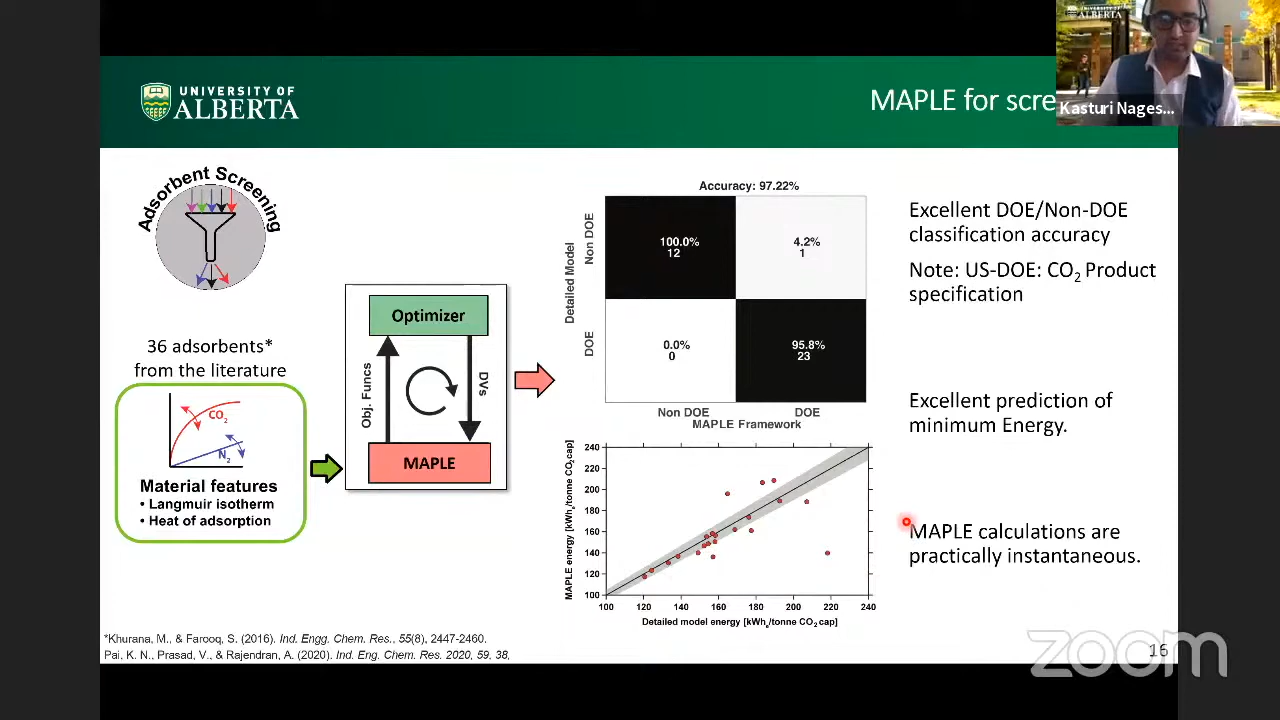 UNIVERSITY OF
ALBERTA
MAPLE for scre
UNIVERSITY OF
ALBERTA
Kasturi Nages...
Adsorbent Screening
36 adsorbents*
from the literature
CO2
N2
Material features
• Langmuir isotherm
• Heat of adsorption
Optimizer
Obj. Funcs
DVs
MAPLE
Accuracy: 97.22%
Detailed Model
Non DOE
DOE
100.0%
12
4.2%
1
0.0%
0
95.8%
23
Non DOE
DOE
MAPLE Framework
MAPLE energy [kWhe/tonne CO2cap]
240
220
200
180
160
140
120
100
100 120 140 160 180 200 220 240
Detailed model energy [kWhe/tonne CO2 cap]
Excellent DOE/Non-DOE
classification accuracy
Note: US-DOE: CO2 Product
specification
Excellent prediction of
minimum Energy.
MAPLE calculations are
practically instantaneous.
*Khurana, M., & Farooq, S. (2016). Ind. Engg. Chem. Res., 55(8), 2447-2460.
Pai, K. N., Prasad, V., & Rajendran, A. (2020). Ind. Eng. Chem. Res. 2020, 59, 38,
16
zoom